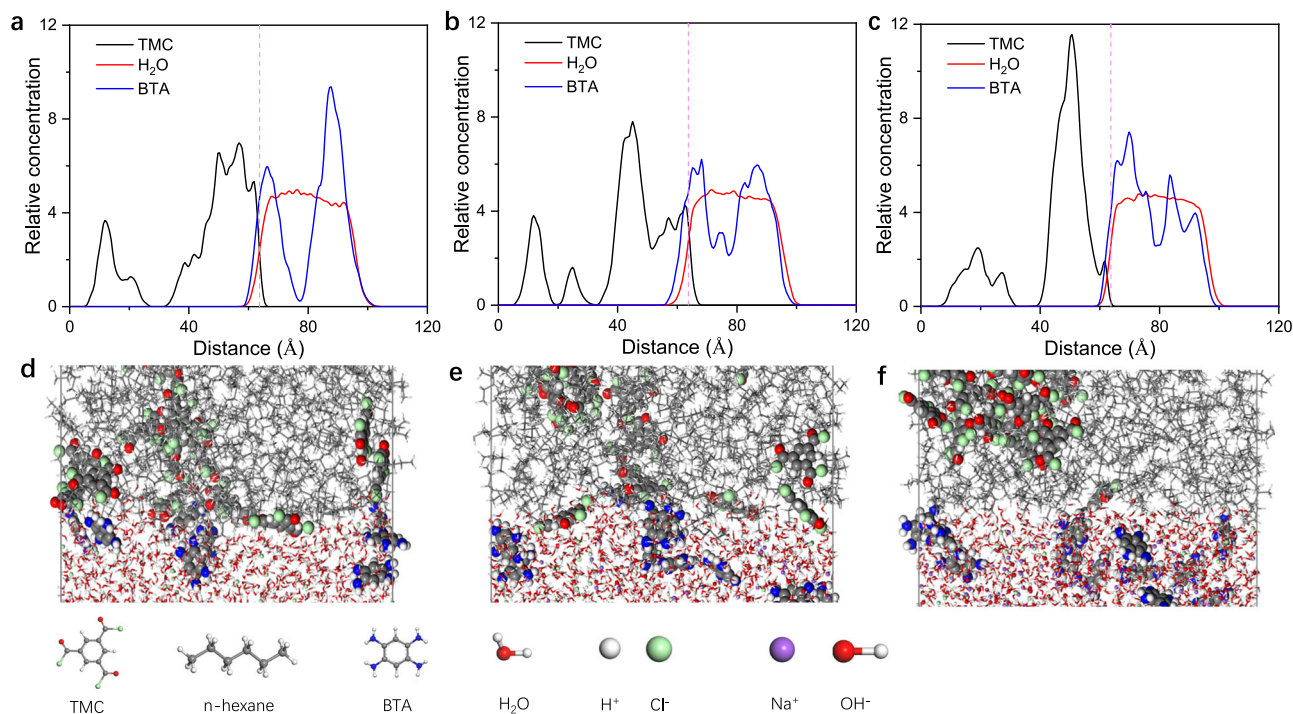 a
TMC
H₂O
BTA
Relative concentration
12
8
4
0
0 40 80 120
Distance (Å)
b
TMC
H₂O
BTA
Relative concentration
12
8
4
0
0 40 80 120
Distance (Å)
c
TMC
H₂O
BTA
Relative concentration
12
8
4
0
0 40 80 120
Distance (Å)
d
e
f
TMC
n-hexane
BTA
H₂O
H⁺
Cl⁻
Na⁺
OH⁻